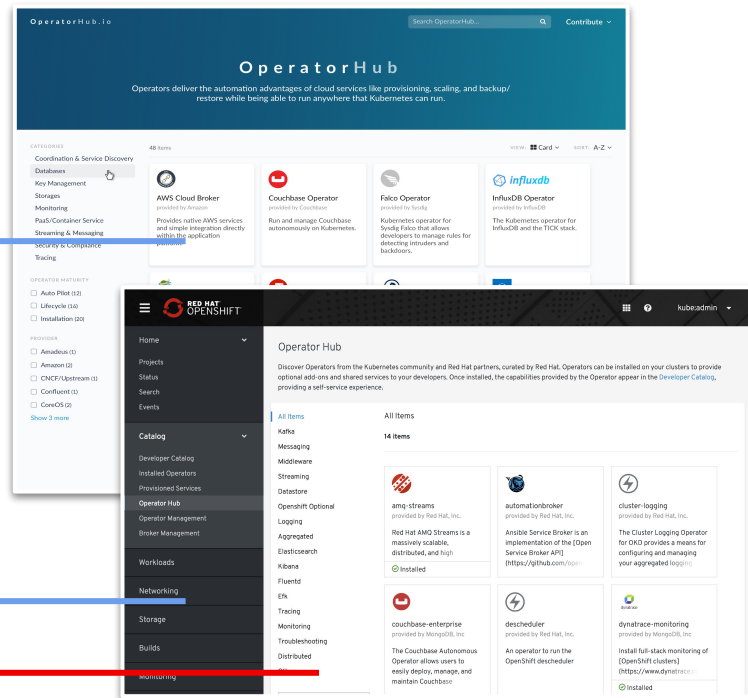 OperatorHub.io
Search OperatorHub...
Contribute
OperatorHub
Operators deliver the automation advantages of cloud services like provisioning, scaling, and backup/
restore while being able to run anywhere that Kubernetes can run.
CATEGORIES
Coordination & Service Discovery
Databases
Key Management
Storages
Monitoring
PaaS/Container Service
Streaming & Messaging
Security & Compliance
Tracing
OPERATOR MATURITY
Auto Pilot (12)
Lifecycle (16)
Installation (20)
PROVIDER
Amadeus (1)
Amazon (2)
CNCF/Upstream (1)
Confluent (1)
CoreOS (2)
Show 3 more
48 items
VIEW: Card
SORT: A-Z
AWS Cloud Broker
provided by Amazon
Provides native AWS services
and simple integration directly
within the application
Couchbase Operator
provided by Couchbase
Run and manage Couchbase
autonomously on Kubernetes.
Falco Operator
provided by Sysdig
Kubernetes operator for
Sysdig Falco that allows
developers to manage rules for
detecting intruders and
backdoors.
influxdb
InfluxDB Operator
provided by InfluxDB
The Kubernetes operator for
InfluxDB and the TICK stack.
RED HAT
OPENSHIFT
kube:admin
Home
Projects
Status
Search
Events
Catalog
Developer Catalog
Installed Operators
Provisioned Services
Operator Hub
Operator Management
Broker Management
Workloads
Networking
Storage
Builds
Monitoring
Operator Hub
Discover Operators from the Kubernetes community and Red Hat partners, curated by Red Hat. Operators can be installed on your clusters to provide
optional add-ons and shared services to your developers. Once installed, the capabilities provided by the Operator appear in the Developer Catalog,
providing a self-service experience.
All Items
Kafka
Messaging
Middleware
Streaming
Datastore
Openshift Optional
Logging
Aggregated
Elasticsearch
Kibana
Fluentd
Efk
Tracing
Monitoring
Troubleshooting
Distributed
All Items
14 items
amq-streams
provided by Red Hat, Inc.
Red Hat AMQ Streams is a
massively scalable,
distributed, and high
Installed
automationbroker
provided by Red Hat, Inc.
Ansible Service Broker is an
implementation of the [Open
Service Broker API]
(https://github.com/open
cluster-logging
provided by Red Hat, Inc.
The Cluster Logging Operator
for OKD provides a means for
configuring and managing
your aggregated logging
couchbase-enterprise
provided by MongoDB, Inc
The Couchbase Autonomous
Operator allows users to
easily deploy, manage, and
maintain Couchbase
descheduler
provided by Red Hat, Inc.
An operator to run the
OpenShift descheduler
dynatrace
dynatrace-monitoring
provided by MongoDB, Inc
Install full-stack monitoring of
[OpenShift clusters]
(https://www.dynatrace.c
Installed